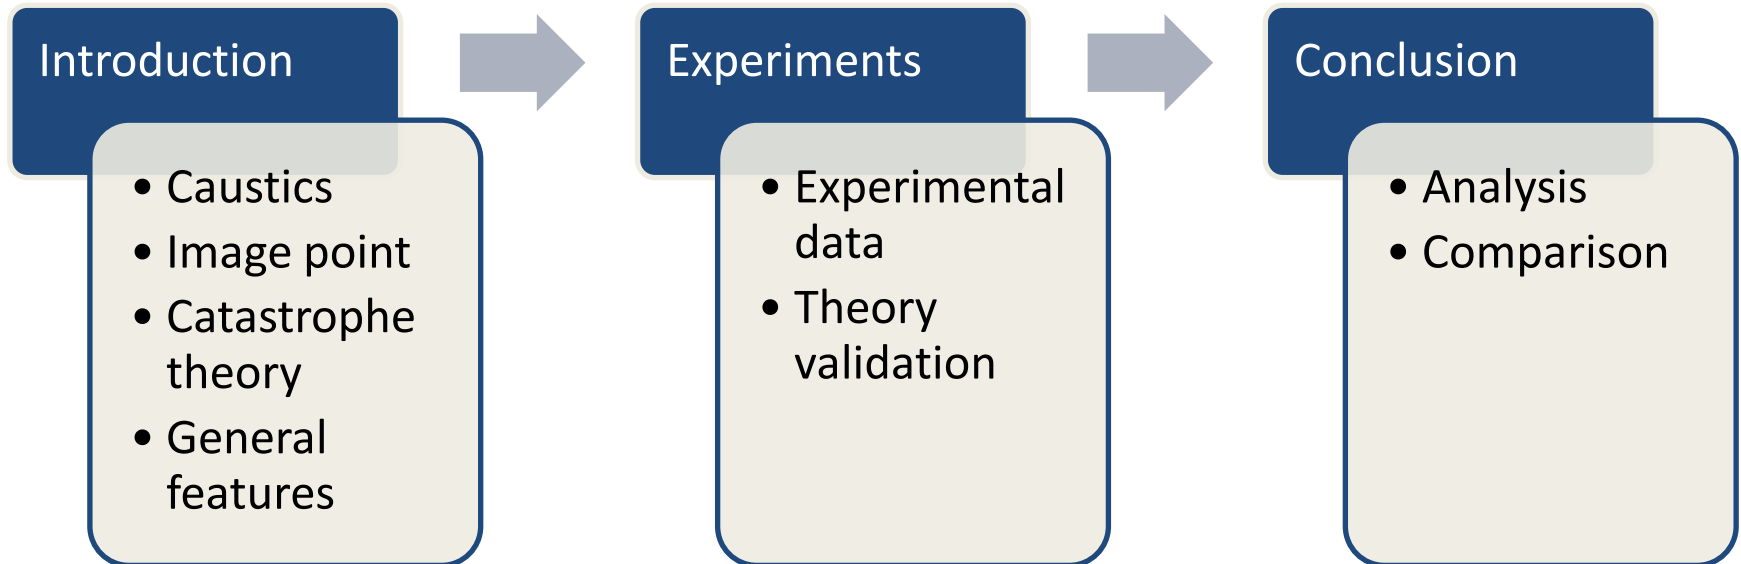 Introduction
• Caustics
• Image point
• Catastrophe
theory
• General
features
Experiments
• Experimental
data
• Theory
validation
Conclusion
• Analysis
• Comparison